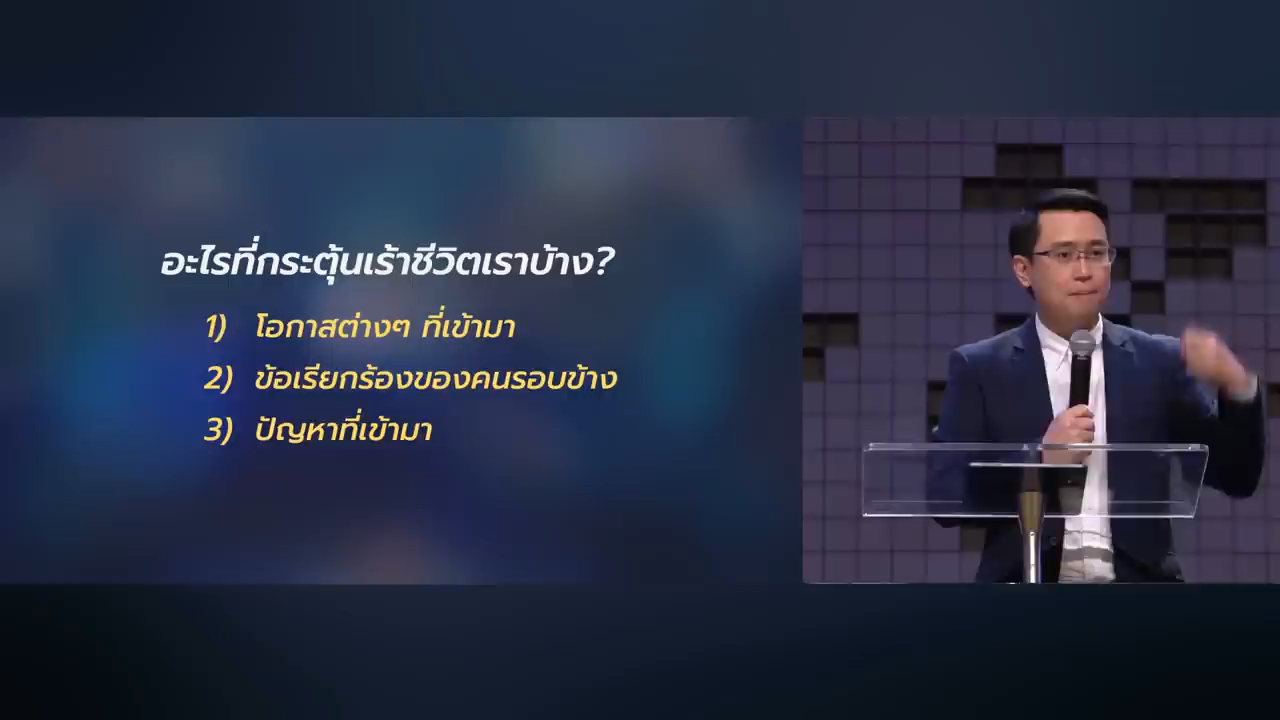 อะไรที่กระตุ้นเร้าชีวิตเราบ้าง?
1) โอกาสต่างๆ ที่เข้ามา
2) ข้อเรียกร้องของคนรอบข้าง
3) ปัญหาที่เข้ามา